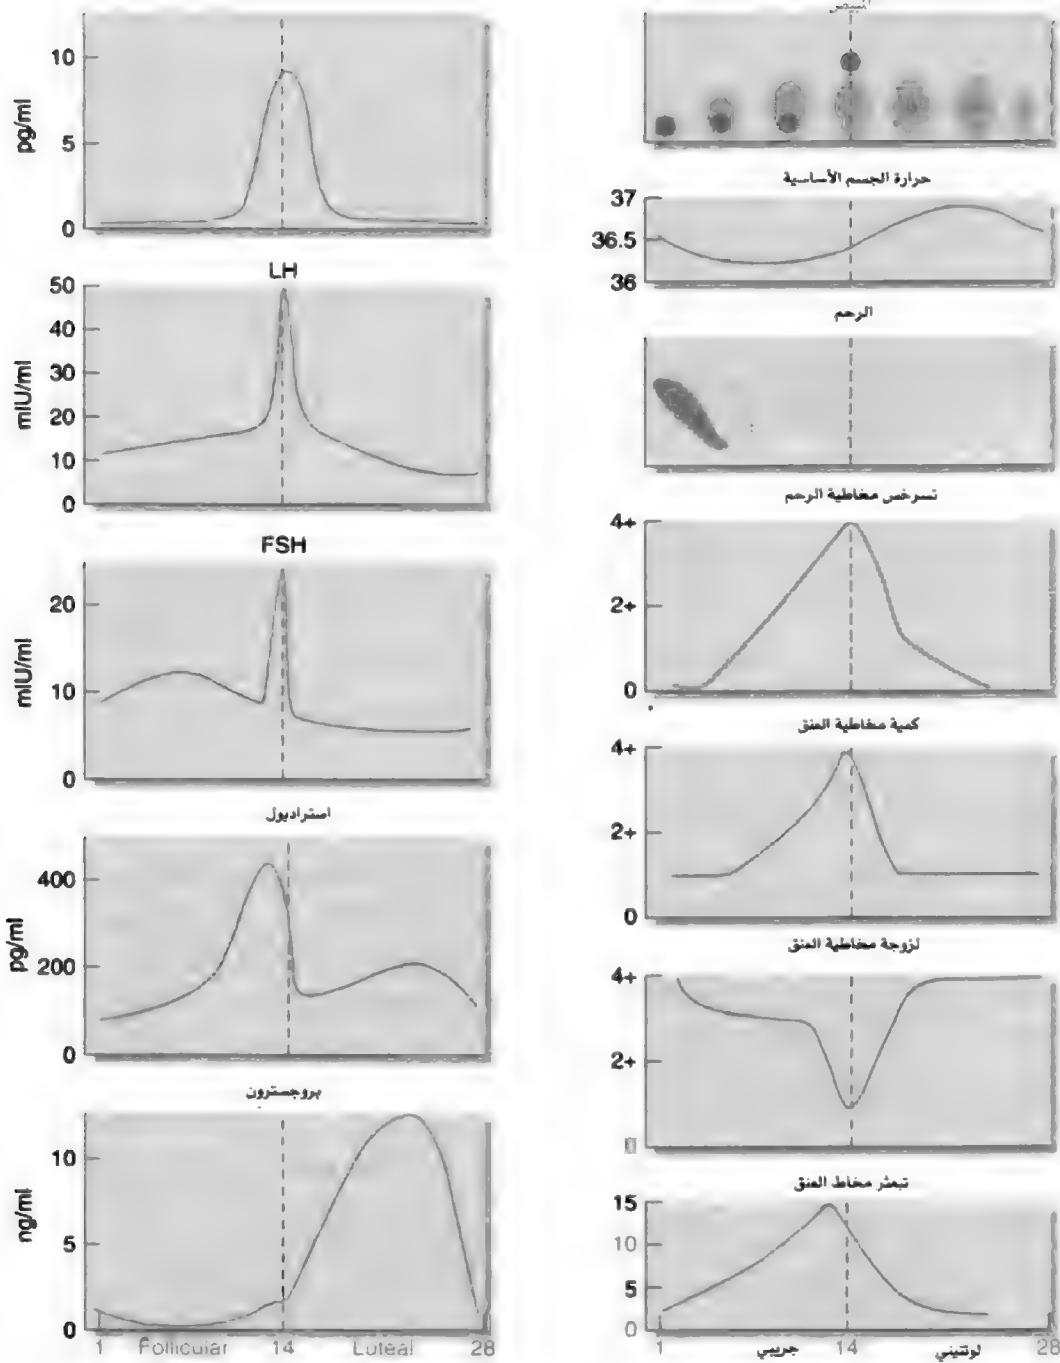 10
5
0
pg/ml
LH
50
40
30
20
10
0
mIU/ml
FSH
20
10
0
mIU/ml
استراديول
400
200
0
pg/ml
بروجسترون
10
5
0
ng/ml
1 Follicular 14 Luteal 28
المبيض
حرارة الجسم الأساسية
37
36.5
36
الرحم
تسرخس مخاطية الرحم
4+
2+
0
كمية مخاطية العنق
4+
2+
0
لزوجة مخاطية العنق
4+
2+
0
تبعثر مخاط العنق
15
10
5
0
1 جريبي 14 لوتئيني 28